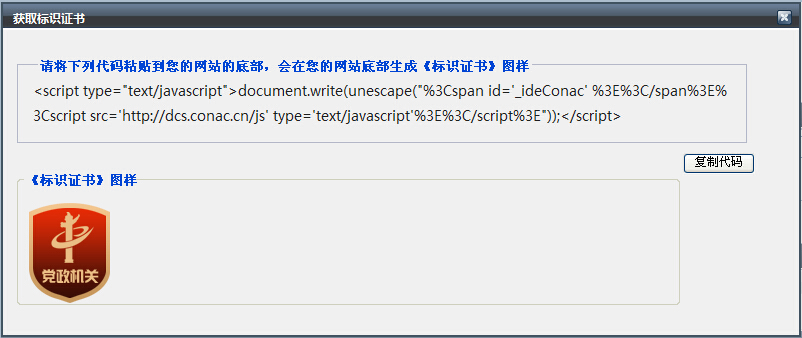 获取标识证书
请将下列代码粘贴到您的网站的底部，会在您的网站底部生成《标识证书》图样
<script type="text/javascript">document.write(unescape("%3Cspan id='_ideConac' %3E%3C/span%3E%
3Cscript src='http://dcs.conac.cn/js' type='text/javascript'%3E%3C/script%3E"));</script>
复制代码
《标识证书》图样
党政机关